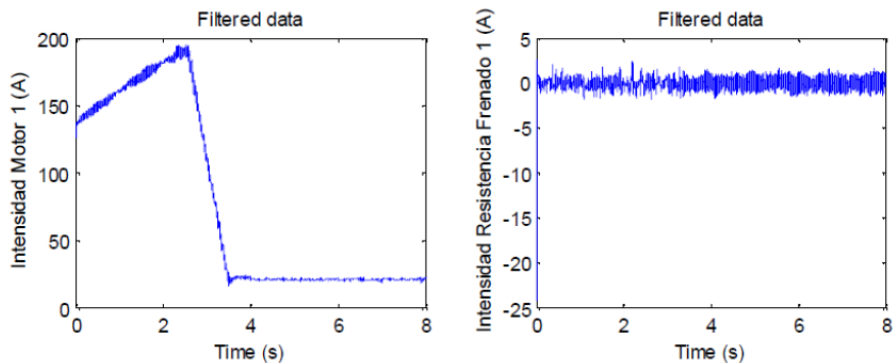 Filtered data
Intensidad Motor 1 (A)
200
150
100
50
0
0 2 4 6 8
Time (s)
Filtered data
Intensidad Resistencia Frenado 1 (A)
5
0
-5
-10
-15
-20
-25
0 2 4 6 8
Time (s)